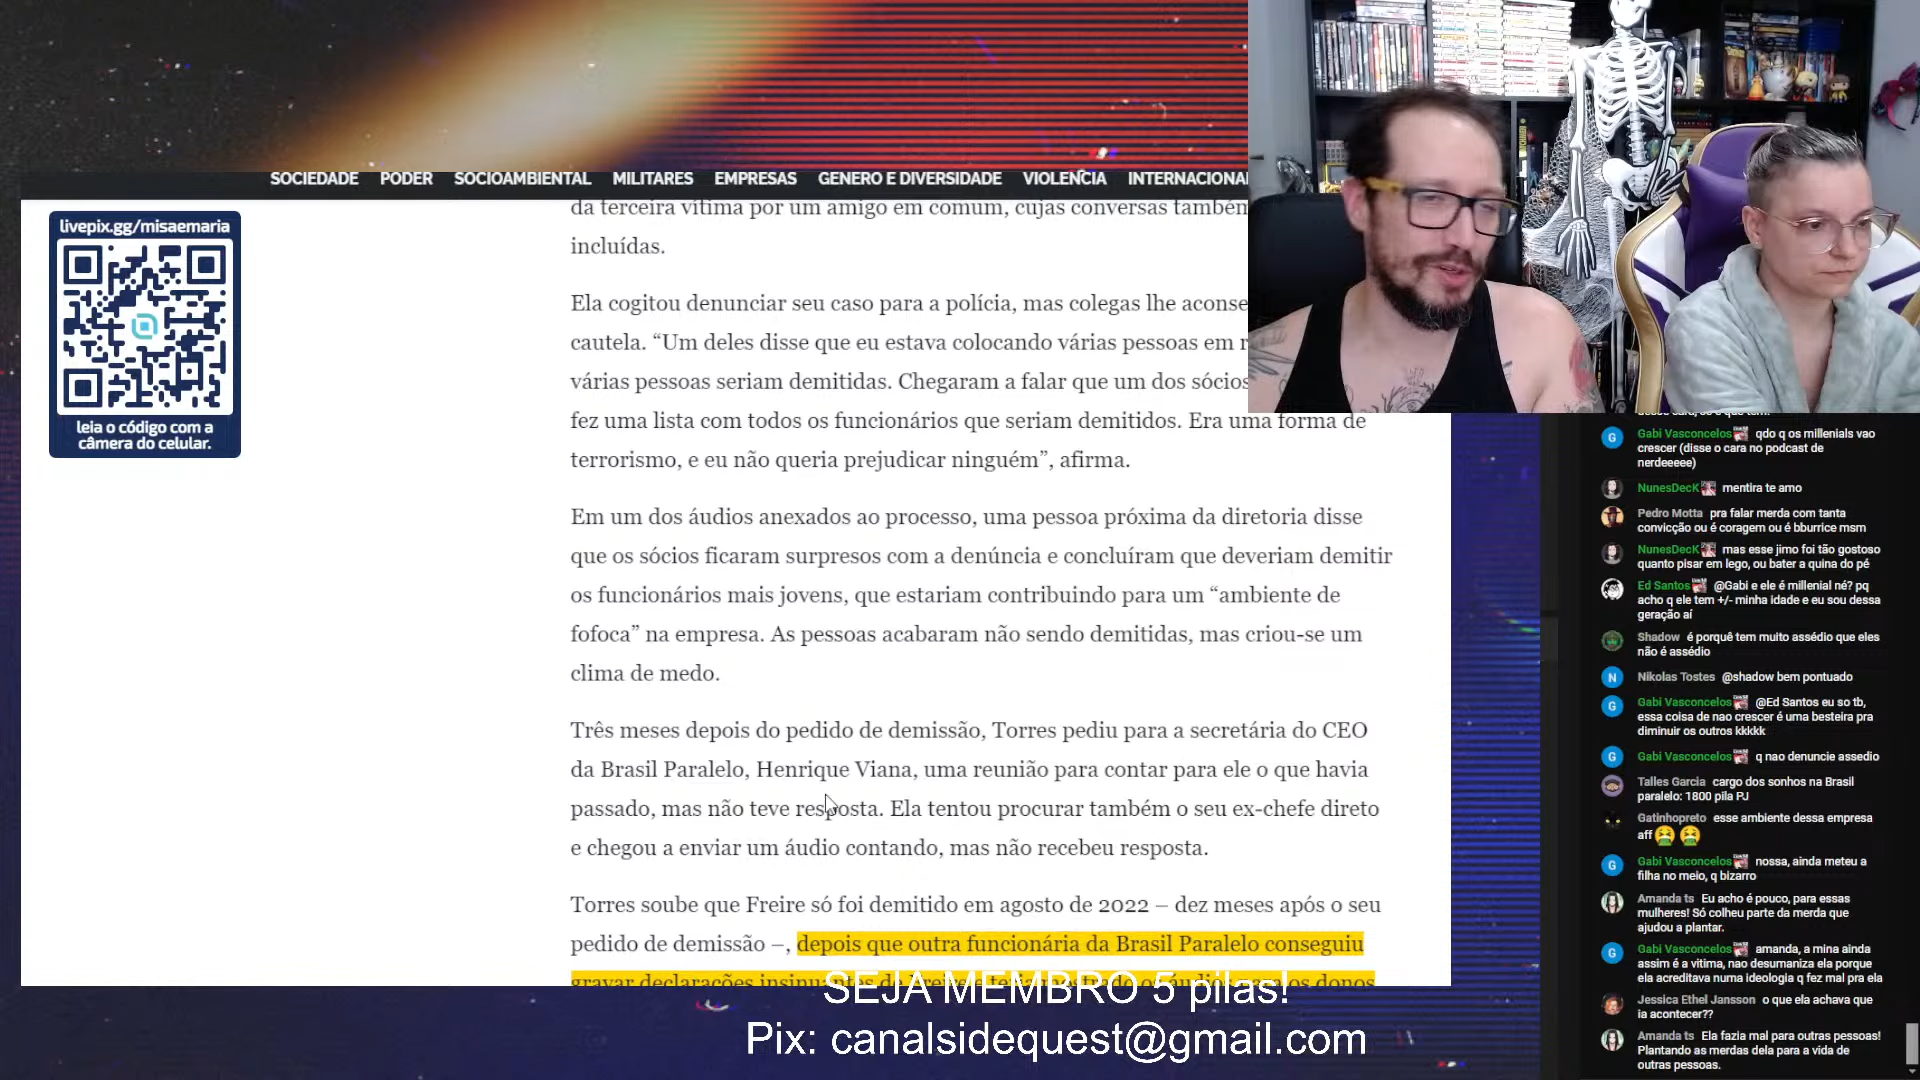 SOCIEDADE PODER SOCIOAMBIENTAL MILITARES EMPRESAS GENERO E DIVERSIDADE VIOLENCIA INTERNACIONA
livepix.gg/misaemaria
leia o código com a
câmera do celular.
da terceira vítima por um amigo em comum, cujas conversas também
incluídas.
Ela cogitou denunciar seu caso para a polícia, mas colegas lhe aconse
cautela. “Um deles disse que eu estava colocando várias pessoas em r
várias pessoas seriam demitidas. Chegaram a falar que um dos sócios
fez uma lista com todos os funcionários que seriam demitidos. Era uma forma de
terrorismo, e eu não queria prejudicar ninguém”, afirma.
Em um dos áudios anexados ao processo, uma pessoa próxima da diretoria disse
que os sócios ficaram surpresos com a denúncia e concluíram que deveriam demitir
os funcionários mais jovens, que estariam contribuindo para um “ambiente de
fofoca” na empresa. As pessoas acabaram não sendo demitidas, mas criou-se um
clima de medo.
Três meses depois do pedido de demissão, Torres pediu para a secretária do CEO
da Brasil Paralelo, Henrique Viana, uma reunião para contar para ele o que havia
passado, mas não teve resposta. Ela tentou procurar também o seu ex-chefe direto
e chegou a enviar um áudio contando, mas não recebeu resposta.
Torres soube que Freire só foi demitido em agosto de 2022 – dez meses após o seu
pedido de demissão –, depois que outra funcionária da Brasil Paralelo conseguiu
gravar declarações insinuantes de Freire e
SEJA MEMBRO 5 pilas!
Pix: canalsidequest@gmail.com
Gabi Vasconcelos qdo q os millenials vao
crescer (disse o cara no podcast de
nerdeeeee)
NunesDecK mentira te amo
Pedro Motta pra falar merda com tanta
convicção ou é coragem ou é bburrice msm
NunesDecK mas esse jimo foi tão gostoso
quanto pisar em lego, ou bater a quina do pé
Ed Santos @Gabi e ele é millenial né? pq
acho q ele tem +/- minha idade e eu sou dessa
geração aí
Shadow é porquê tem muito assédio que eles
não é assédio
N Nikolas Tostes @shadow bem pontuado
G Gabi Vasconcelos @Ed Santos eu so tb,
essa coisa de nao crescer é uma besteira pra
diminuir os outros kkkkk
G Gabi Vasconcelos q nao denuncie assedio
Talles Garcia cargo dos sonhos na Brasil
paralelo: 1800 pila PJ
Gatinhopreto esse ambiente dessa empresa
aff
G Gabi Vasconcelos nossa, ainda meteu a
filha no meio, q bizarro
Amanda ts Eu acho é pouco, para essas
mulheres! Só colheu parte da merda que
ajudou a plantar.
G Gabi Vasconcelos amanda, a mina ainda
assim é a vitima, nao desumaniza ela porque
ela acreditava numa ideologia q fez mal pra ela
Jessica Ethel Jansson o que ela achava que
ia acontecer??
Amanda ts Ela fazia mal para outras pessoas!
Plantando as merdas dela para a vida de
outras pessoas.